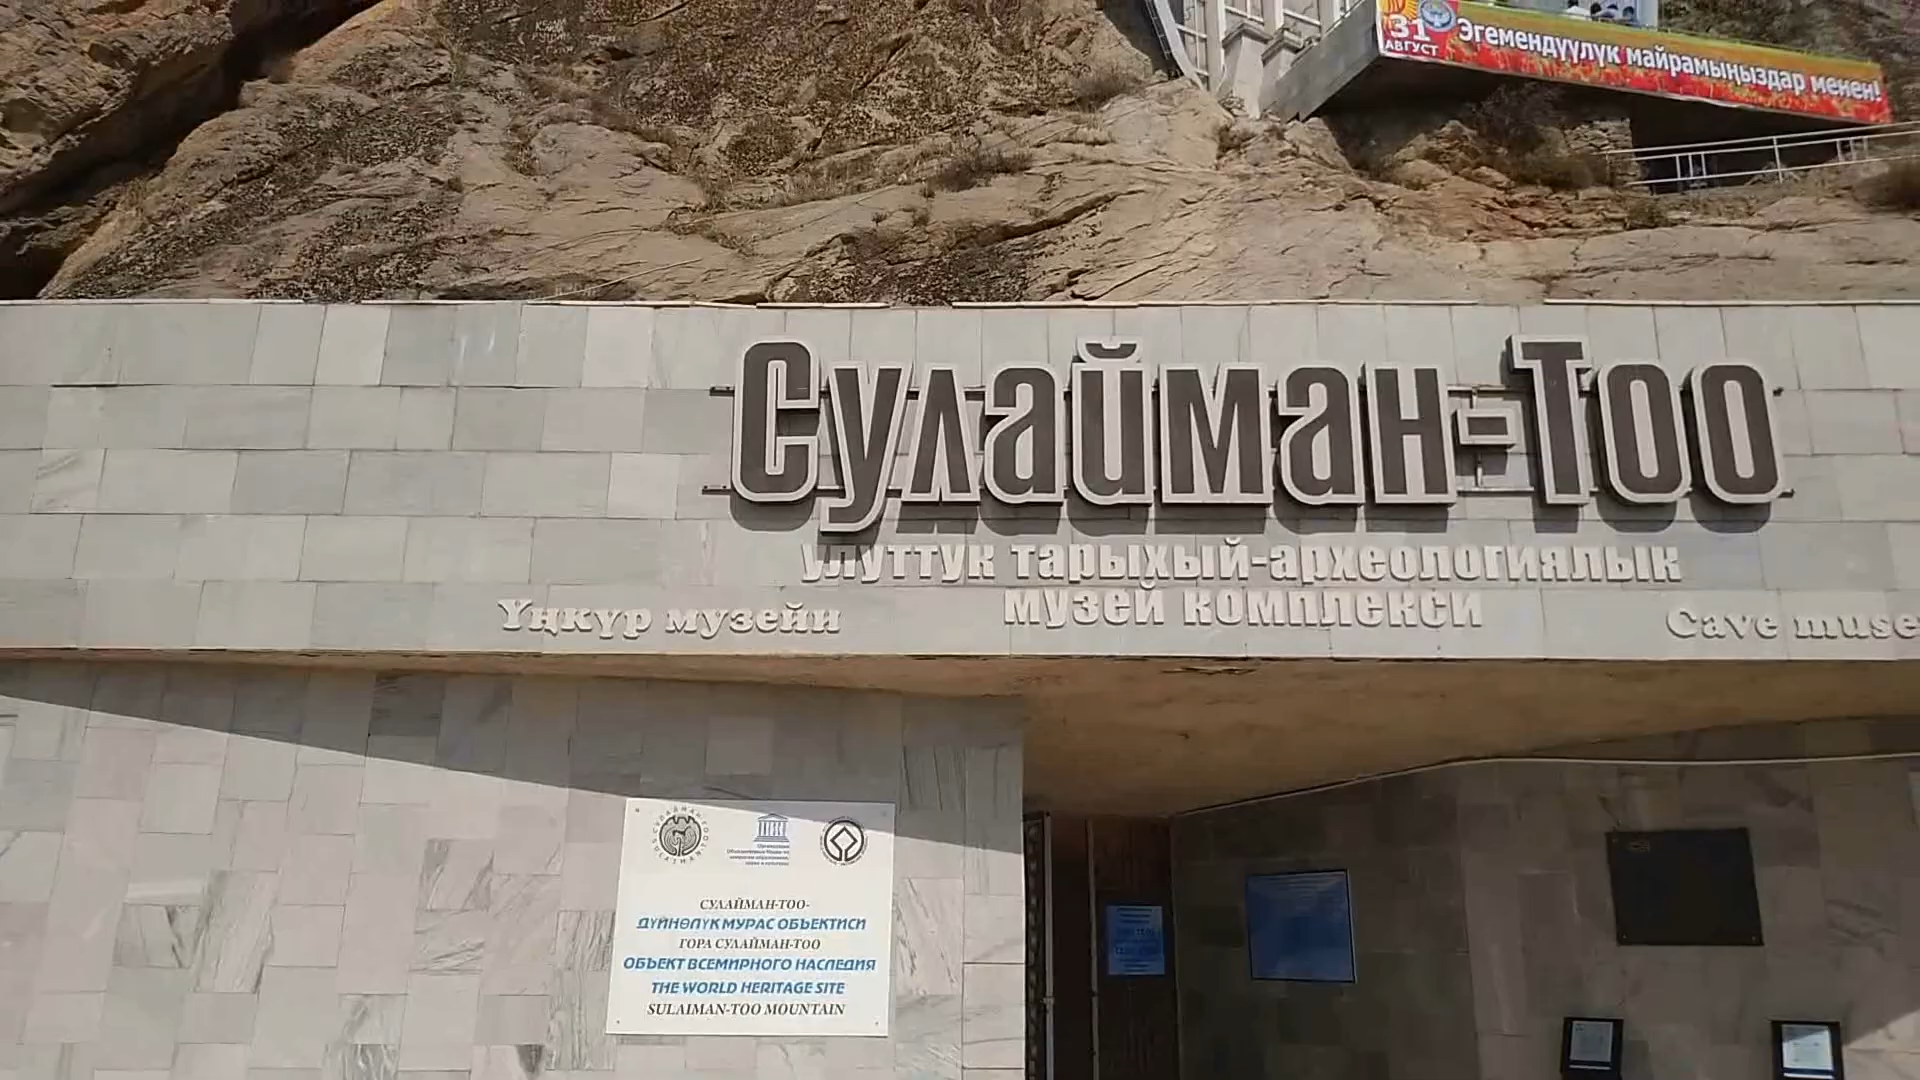 31
АВГУСТ
Эгемендүүлүк майрамыңыздар менен!
Сулайман-Тоо
Улуттук тарыхый-археологиялык
музей комплекси
Үңкүр музейи
Cave muse
СУЛАЙМАН-ТОО-
ДҮЙНӨЛҮК МУРАС ОБЪЕКТИСИ
ГОРА СУЛАЙМАН-ТОО
ОБЪЕКТ ВСЕМИРНОГО НАСЛЕДИЯ
THE WORLD HERITAGE SITE
SULAIMAN-TOO MOUNTAIN